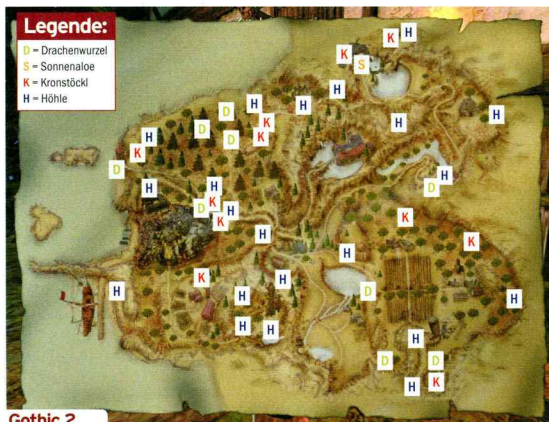 Legende:
D = Drachenwurzel
S = Sonnenaloe
K = Kronstöckl
H = Höhle
K H
K
S
H
D H H H
D K H
H D K
K
D H
H H D
D K H
K K
H K
H
K H
H H D H
H H H
D D
H K
Gothic 2